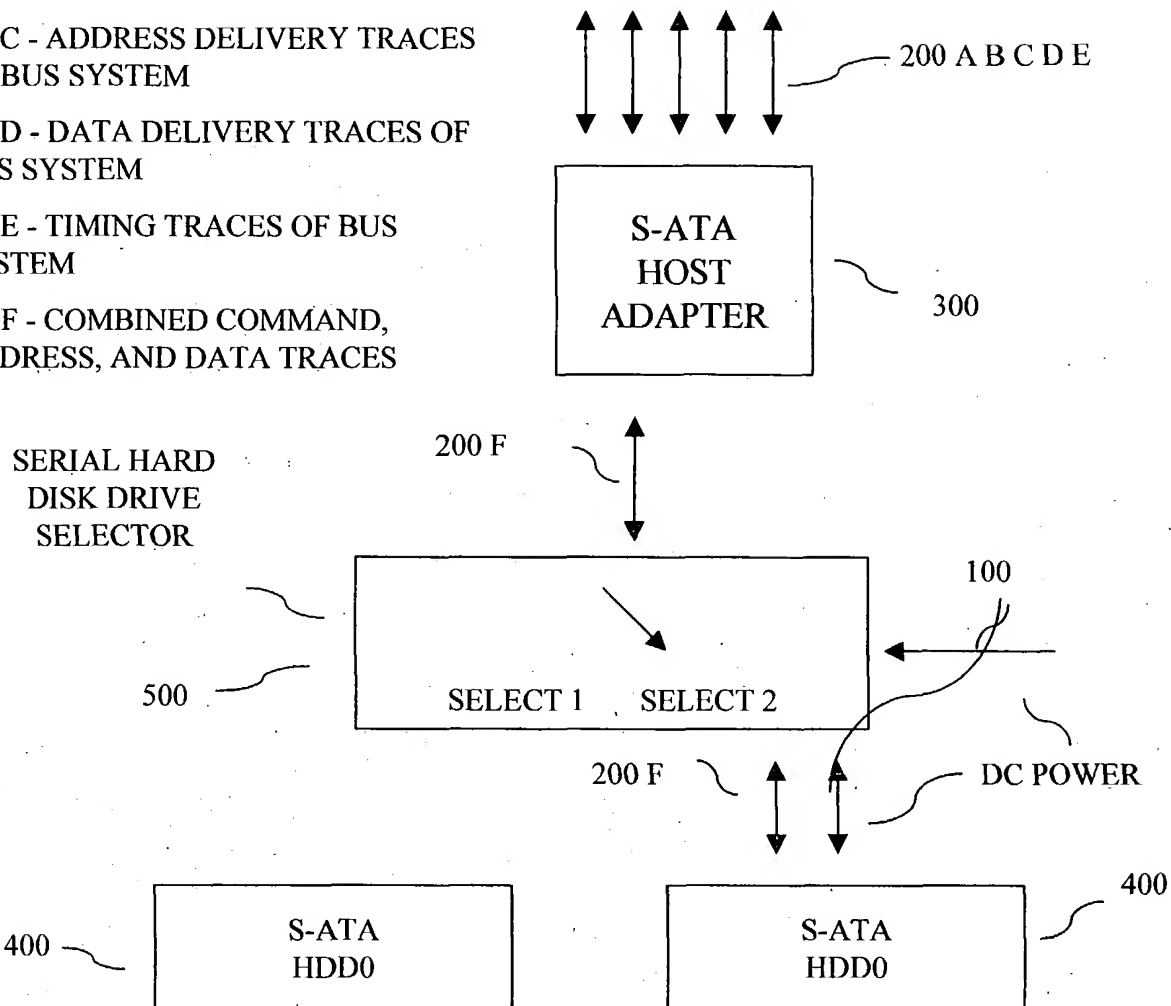 C - ADDRESS DELIVERY TRACES
BUS SYSTEM
D - DATA DELIVERY TRACES OF
S SYSTEM
E - TIMING TRACES OF BUS
STEM
F - COMBINED COMMAND,
DRESS, AND DATA TRACES
200 A B C D E
S-ATA
HOST
ADAPTER
300
200 F
SERIAL HARD
DISK DRIVE
SELECTOR
100
500
SELECT 1 SELECT 2
200 F
DC POWER
400
S-ATA
HDD0
S-ATA
HDD0
400